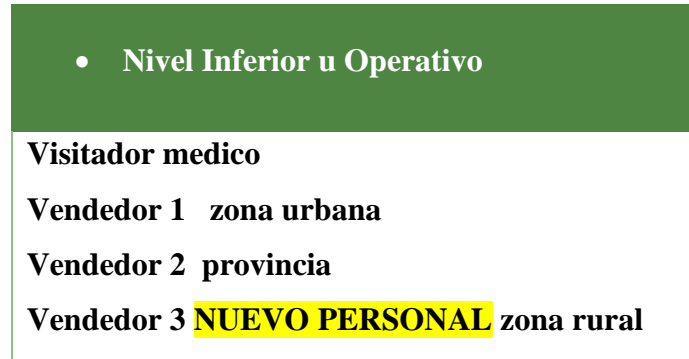 • Nivel Inferior u Operativo
Visitador medico
Vendedor 1 zona urbana
Vendedor 2 provincia
Vendedor 3 NUEVO PERSONAL zona rural